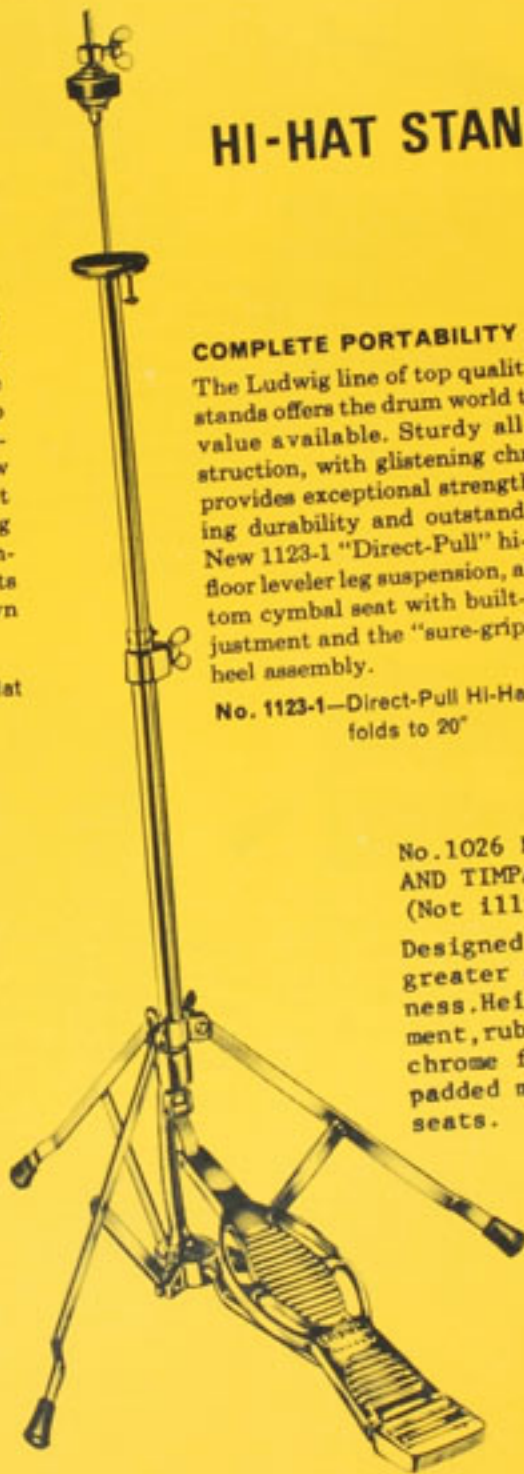 HI-HAT STAN
COMPLETE PORTABILITY
The Ludwig line of top qualit
stands offers the drum world t
value available. Sturdy all
struction, with glistening chr
provides exceptional strength
ing durability and outstand
New 1123-1 "Direct-Pull" hi-
floor leveler leg suspension, a
tom cymbal seat with built-
justment and the "sure-grip
heel assembly.
No. 1123-1—Direct-Pull Hi-Ha
folds to 20"
No.1026
AND TIMP
(Not ill
Designed
greater
ness.Hei
ment,rub
chrome f
padded m
seats.
w
t
g
n-
ts
vn
at